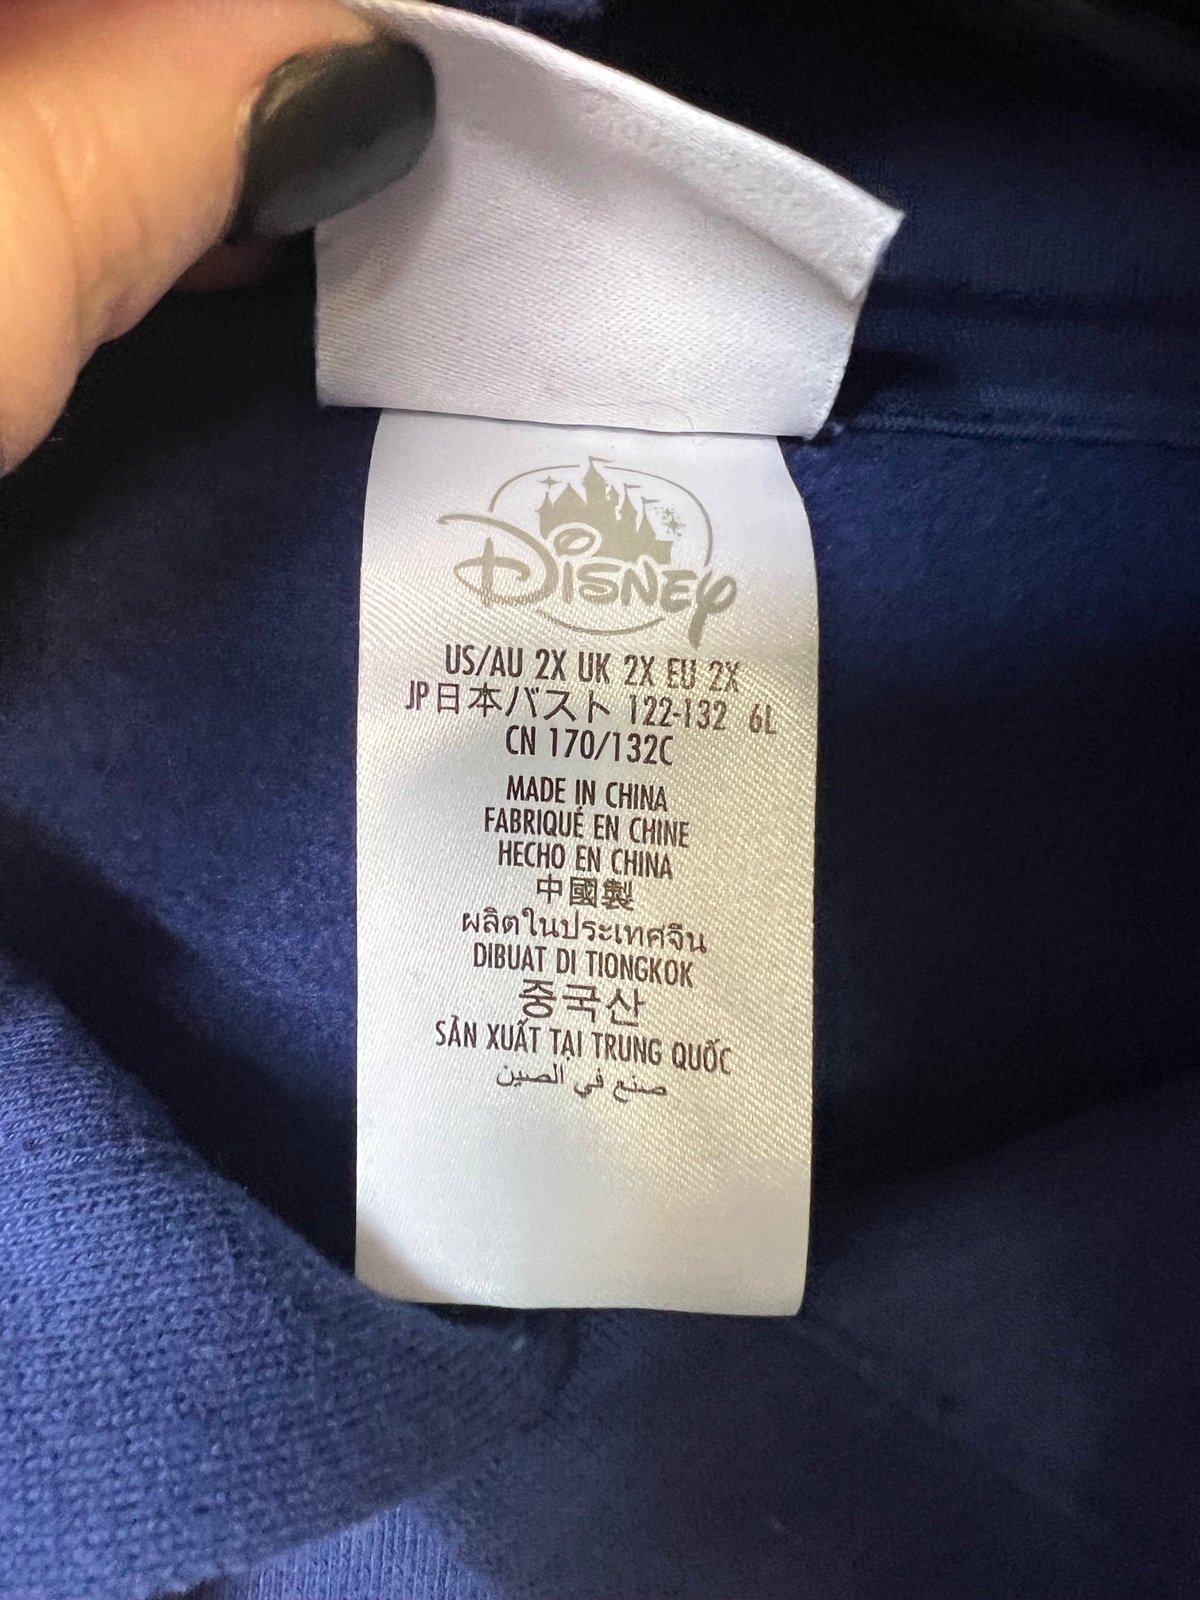 Disney
US/AU 2X UK 2X EU 2X
JP日本バスト 122-132 6L
CN 170/132C
MADE IN CHINA
FABRIQUÉ EN CHINE
HECHO EN CHINA
中國製
ผลิตในประเทศจีน
DIBUAT DI TIONGKOK
중국산
SẢN XUẤT TẠI TRUNG QUỐC
صنع في الصين